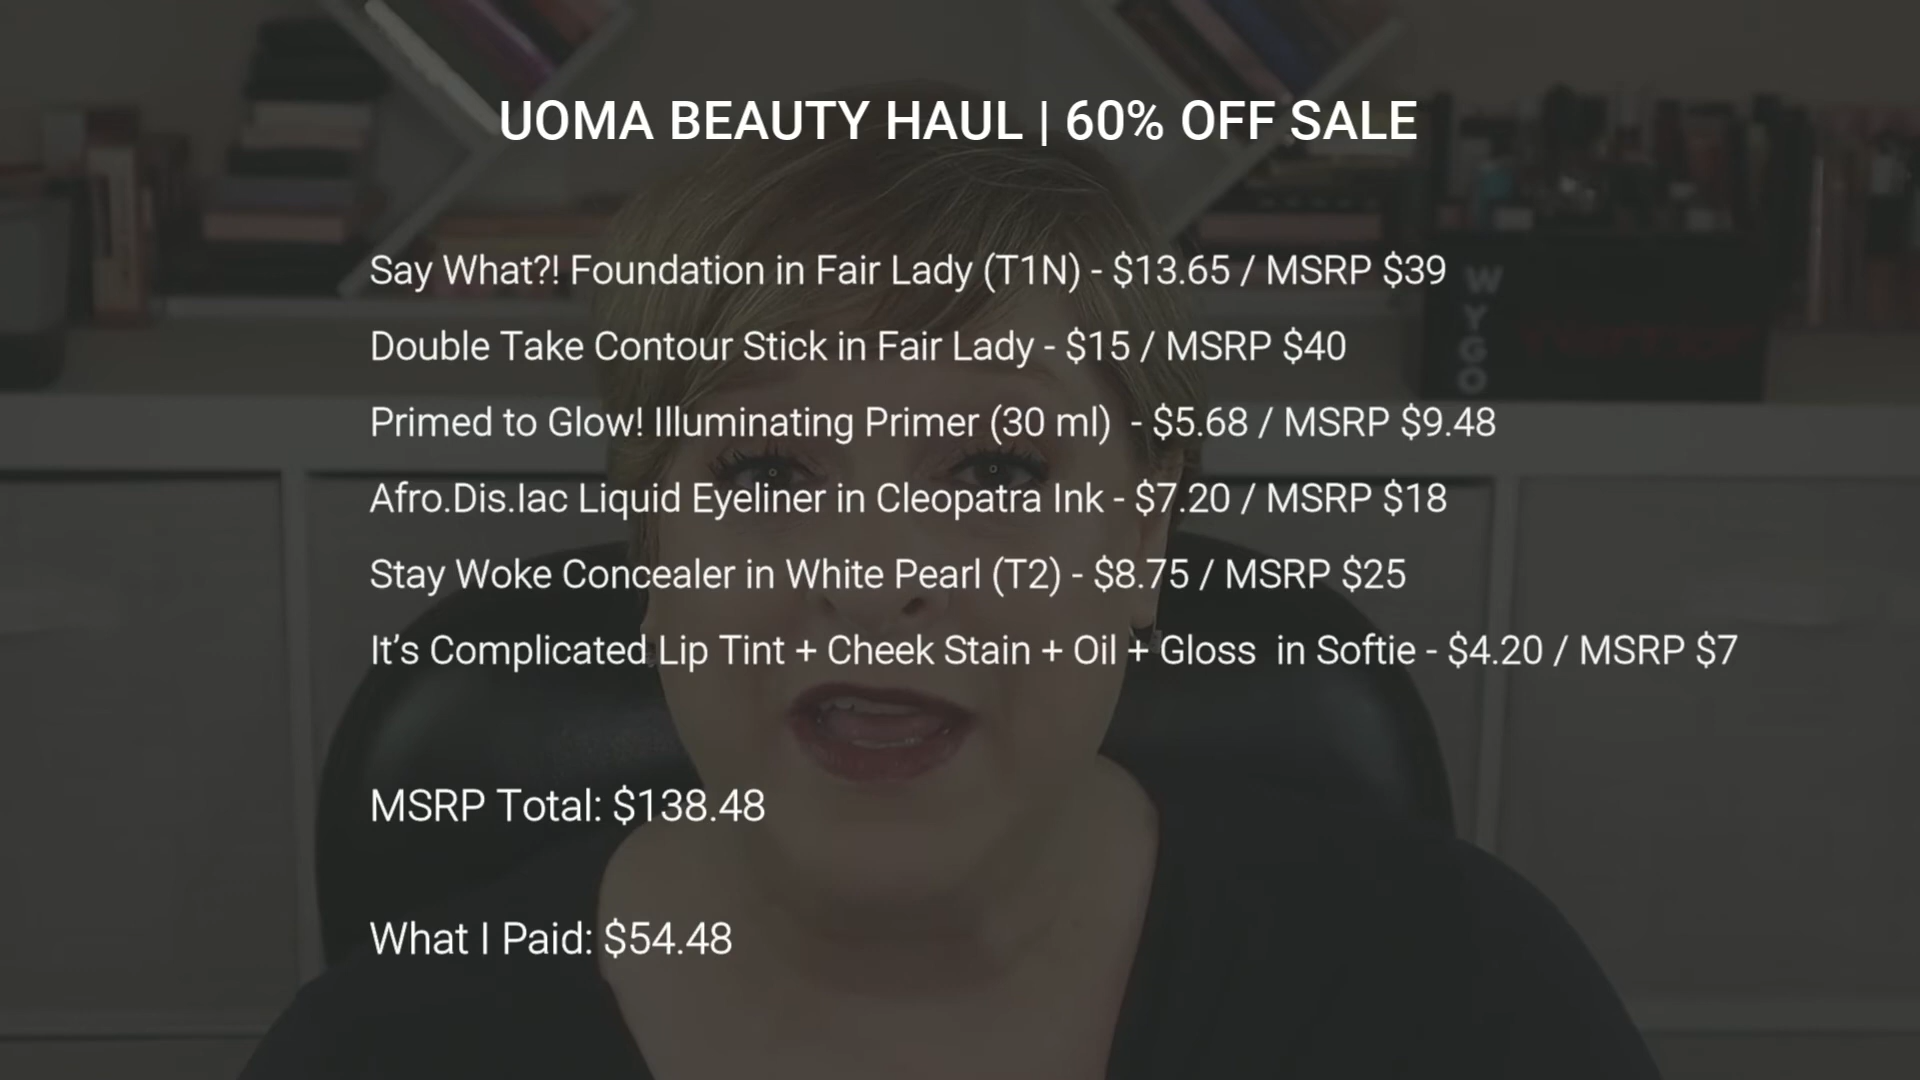 UOMA BEAUTY HAUL | 60% OFF SALE
Say What?! Foundation in Fair Lady (T1N) - $13.65 / MSRP $39
WYGO
Double Take Contour Stick in Fair Lady - $15 / MSRP $40
Primed to Glow! Illuminating Primer (30 ml) - $5.68 / MSRP $9.48
Afro.Dis.Iac Liquid Eyeliner in Cleopatra Ink - $7.20 / MSRP $18
Stay Woke Concealer in White Pearl (T2) - $8.75 / MSRP $25
It’s Complicated Lip Tint + Cheek Stain + Oil + Gloss in Softie - $4.20 / MSRP $7
MSRP Total: $138.48
What I Paid: $54.48